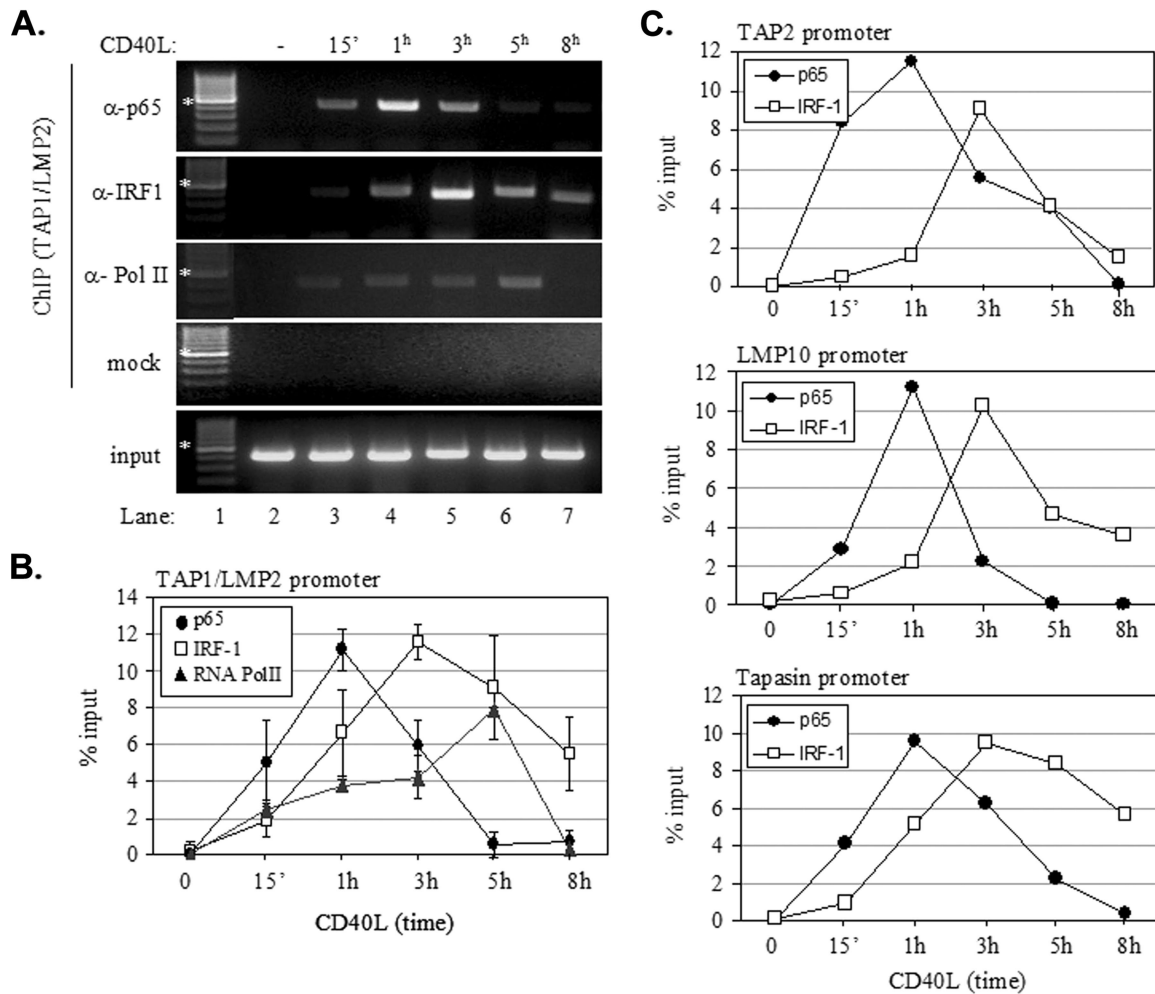 A.
CD40L: - 15’ 1h 3h 5h 8h
ChIP (TAP1/LMP2)
α-p65
*
α-IRF1
*
α- Pol II
*
mock
*
input
*
Lane: 1 2 3 4 5 6 7
B.
TAP1/LMP2 promoter
p65
IRF-1
RNA PolII
% input
14
12
10
8
6
4
2
0
0 15’ 1h 3h 5h 8h
CD40L (time)
C.
TAP2 promoter
p65
IRF-1
% input
12
10
8
6
4
2
0
0 15’ 1h 3h 5h 8h
LMP10 promoter
p65
IRF-1
% input
12
10
8
6
4
2
0
0 15’ 1h 3h 5h 8h
Tapasin promoter
p65
IRF-1
% input
12
10
8
6
4
2
0
0 15’ 1h 3h 5h 8h
CD40L (time)